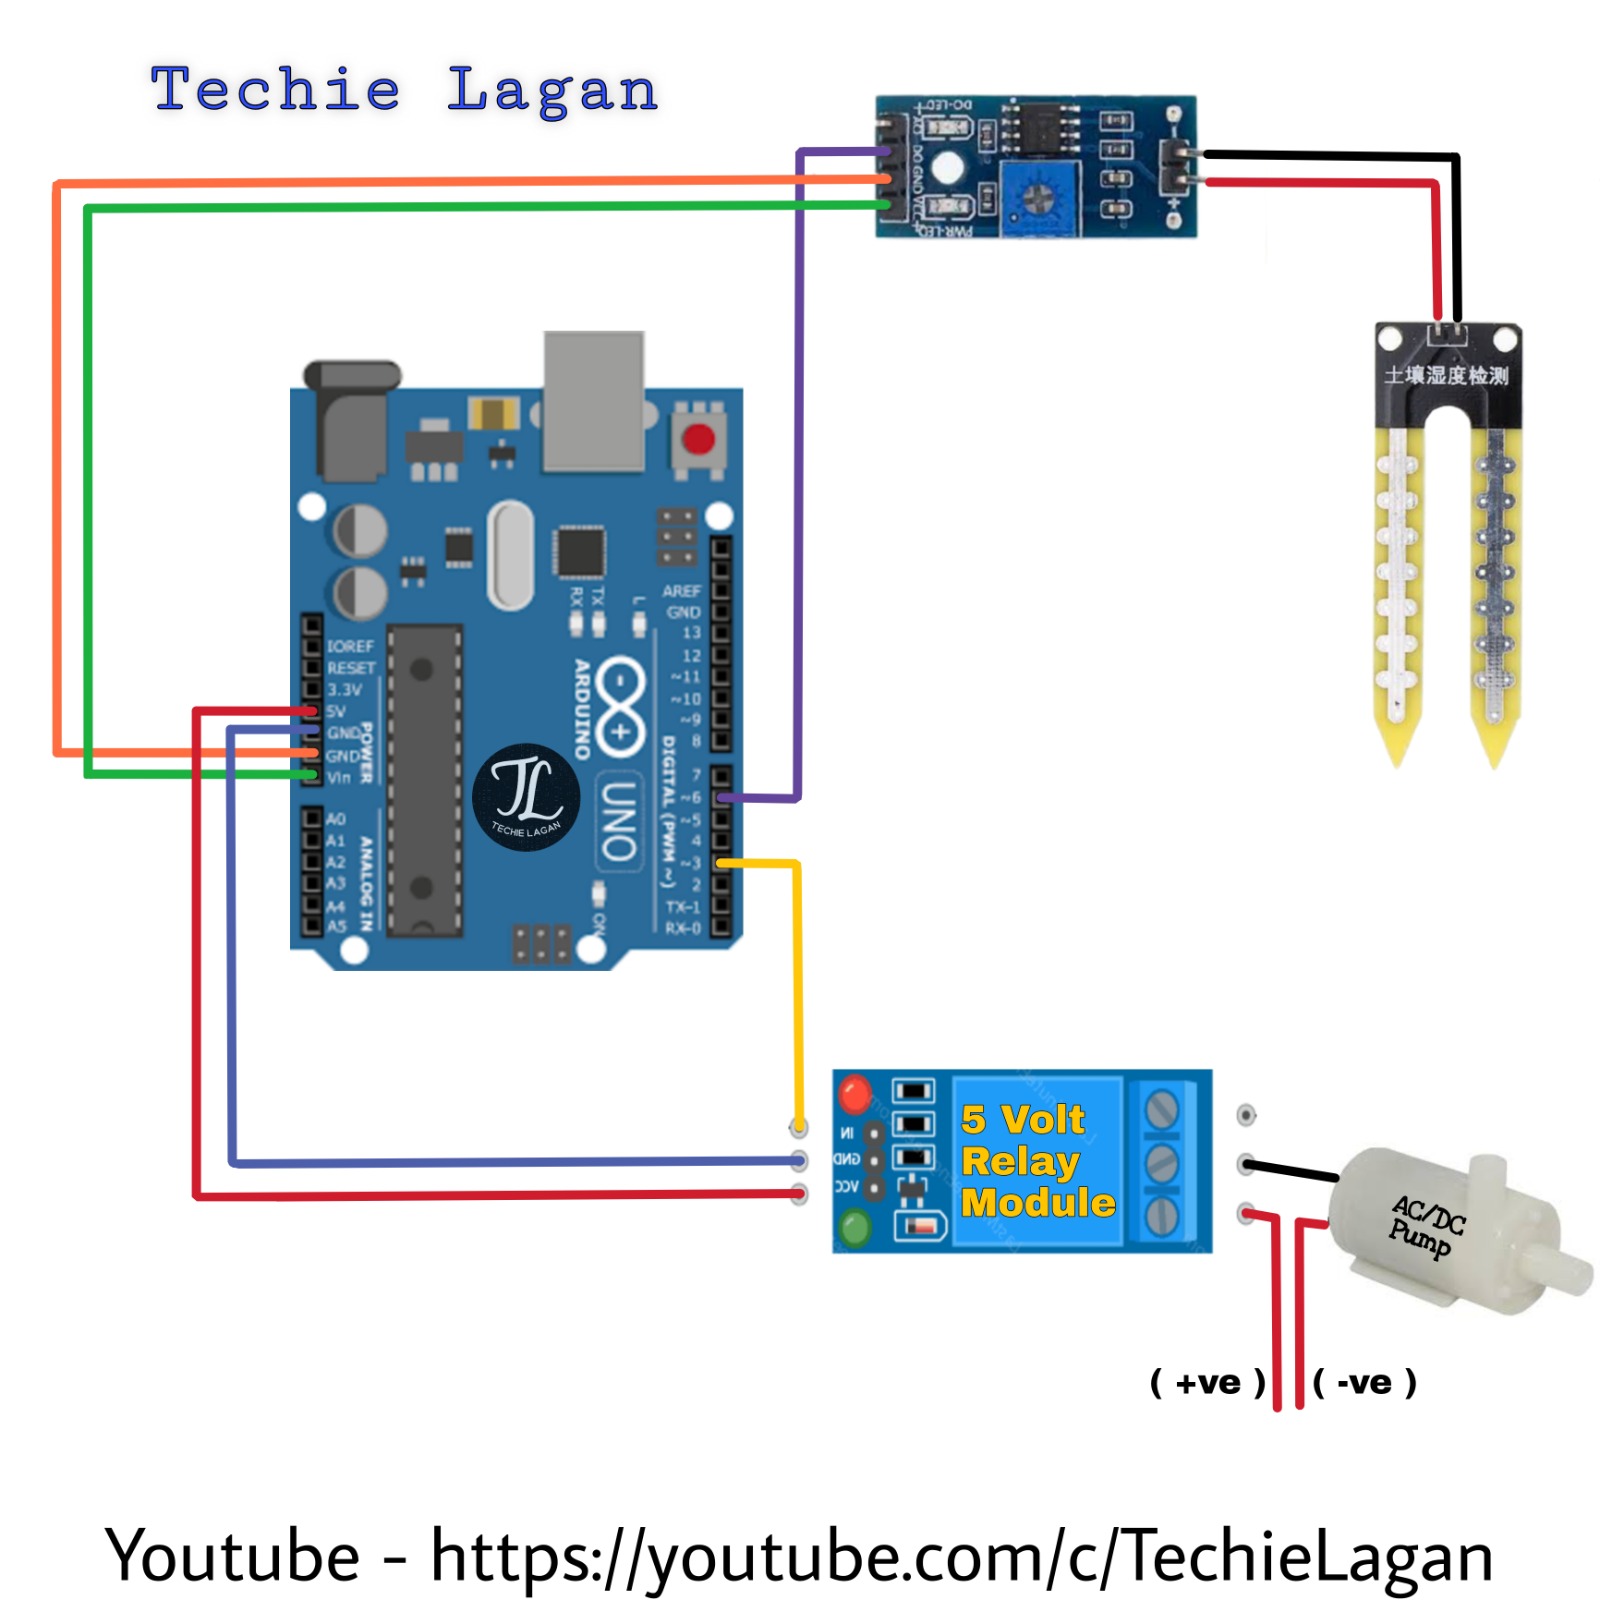 Techie Lagan
DO-LED
AO
DO
GND
VCC
PWR-LED
土壤湿度检测
RX
TX
L
AREF
GND
13
12
~11
~10
~9
8
7
~6
~5
4
~3
2
TX-1
RX-0
IOREF
RESET
3.3V
5V
GND
GND
Vin
POWER
A0
A1
A2
A3
A4
A5
ANALOG IN
ARDUINO
UNO
DIGITAL (PWM ~)
ON
TL
TECHIE LAGAN
IN
GND
VCC
5 Volt
Relay
Module
AC/DC
Pump
( +ve )
( -ve )
Youtube - https://youtube.com/c/TechieLagan